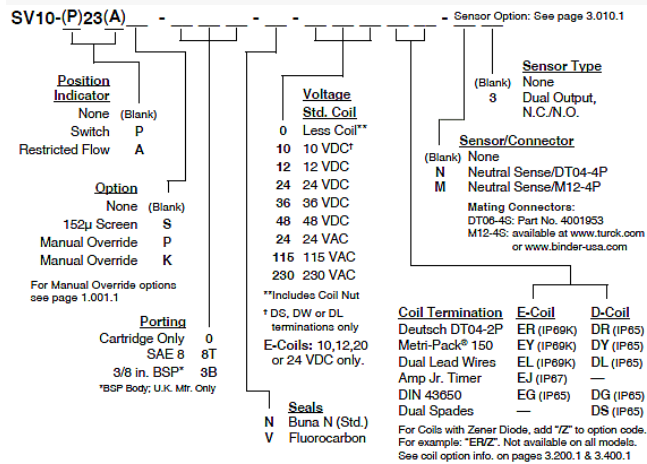 SV10-(P)23(A)_ - _ _ _ - _ - _ _ _ _ _ - _ _ Sensor Option: See page 3.010.1
Position
Indicator
None (Blank)
Switch P
Restricted Flow A
Option
None (Blank)
152µ Screen S
Manual Override P
Manual Override K
For Manual Override options
see page 1.001.1
Porting
Cartridge Only 0
SAE 8 8T
3/8 in. BSP* 3B
*BSP Body; U.K. Mfr. Only
Seals
N Buna N (Std.)
V Fluorocarbon
Voltage
Std. Coil
0 Less Coil**
10 10 VDC†
12 12 VDC
24 24 VDC
36 36 VDC
48 48 VDC
24 24 VAC
115 115 VAC
230 230 VAC
**Includes Coil Nut
† DS, DW or DL
terminations only
E-Coils: 10,12,20
or 24 VDC only.
Sensor Type
(Blank) None
3 Dual Output,
N.C./N.O.
Sensor/Connector
(Blank) None
N Neutral Sense/DT04-4P
M Neutral Sense/M12-4P
Mating Connectors:
DT06-4S: Part No. 4001953
M12-4S: available at www.turck.com
or www.binder-usa.com
Coil Termination E-Coil D-Coil
Deutsch DT04-2P ER (IP69K) DR (IP65)
Metri-Pack® 150 EY (IP69K) DY (IP65)
Dual Lead Wires EL (IP69K) DL (IP65)
Amp Jr. Timer EJ (IP67) —
DIN 43650 EG (IP65) DG (IP65)
Dual Spades — DS (IP65)
For Coils with Zener Diode, add "/Z" to option code.
For example: "ER/Z". Not available on all models.
See coil option info. on pages 3.200.1 & 3.400.1